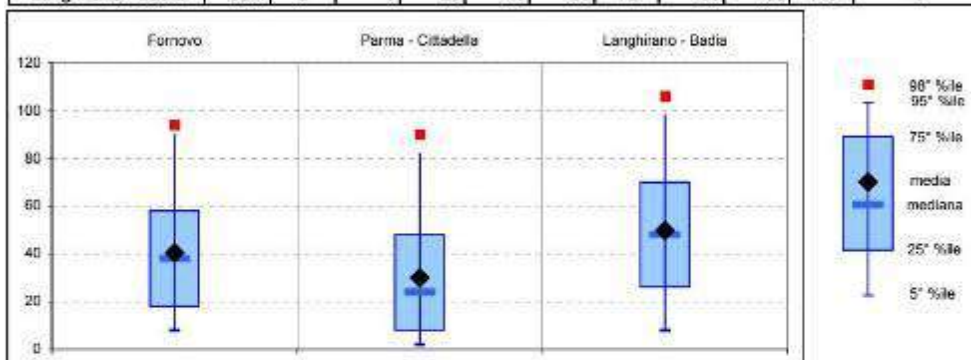 Fornovo
Parma - Cittadella
Langhirano - Badia
120
100
80
60
40
20
0
98° %ile
95° %ile
75° %ile
media
mediana
25° %ile
5° %ile